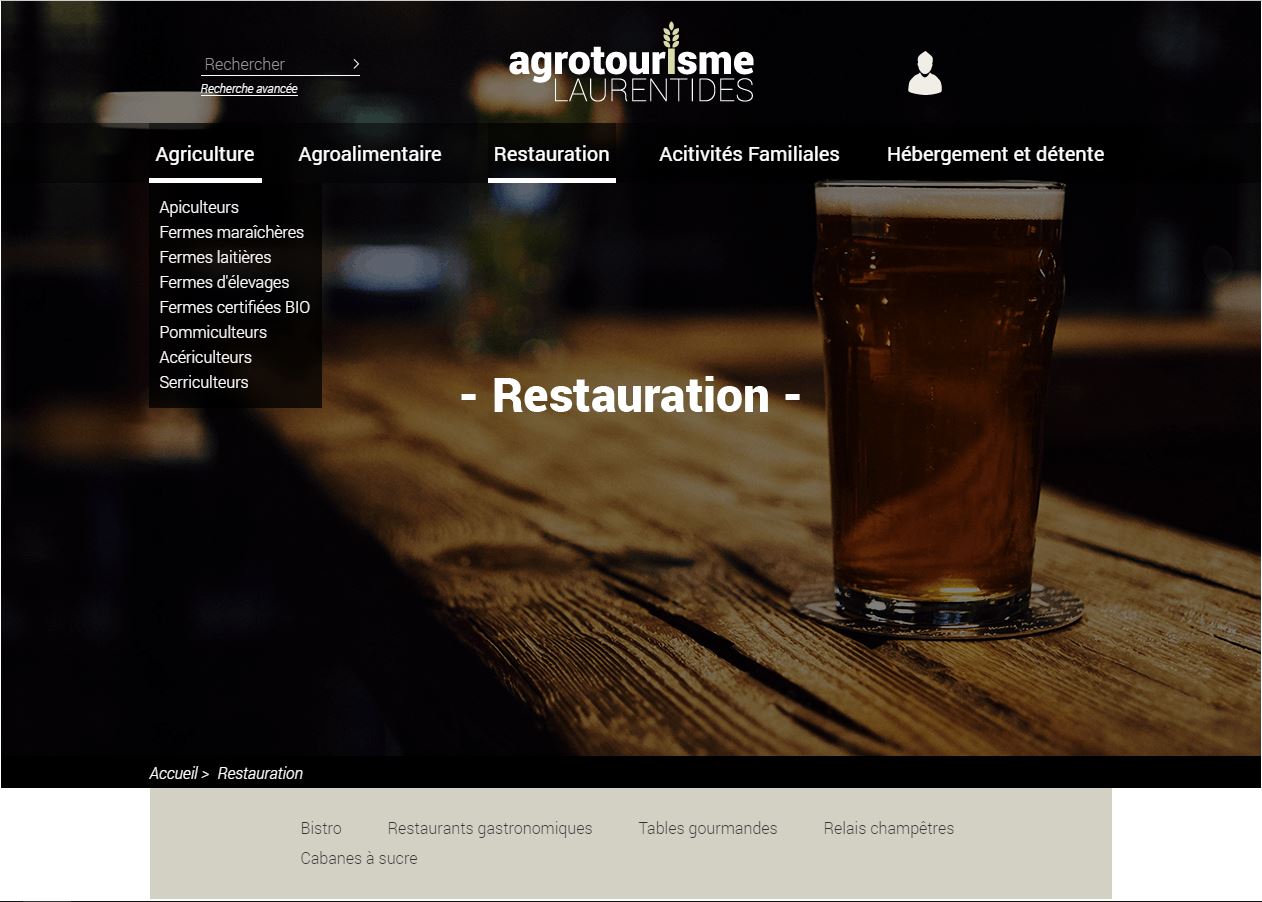 Rechercher
Recherche avancée
agrotourisme
LAURENTIDES
Agriculture Agroalimentaire Restauration Acitivités Familiales Hébergement et détente
Apiculteurs
Fermes maraîchères
Fermes laitières
Fermes d'élevages
Fermes certifiées BIO
Pommiculteurs
Acériculteurs
Serriculteurs
- Restauration -
Accueil > Restauration
Bistro Restaurants gastronomiques Tables gourmandes Relais champêtres
Cabanes à sucre